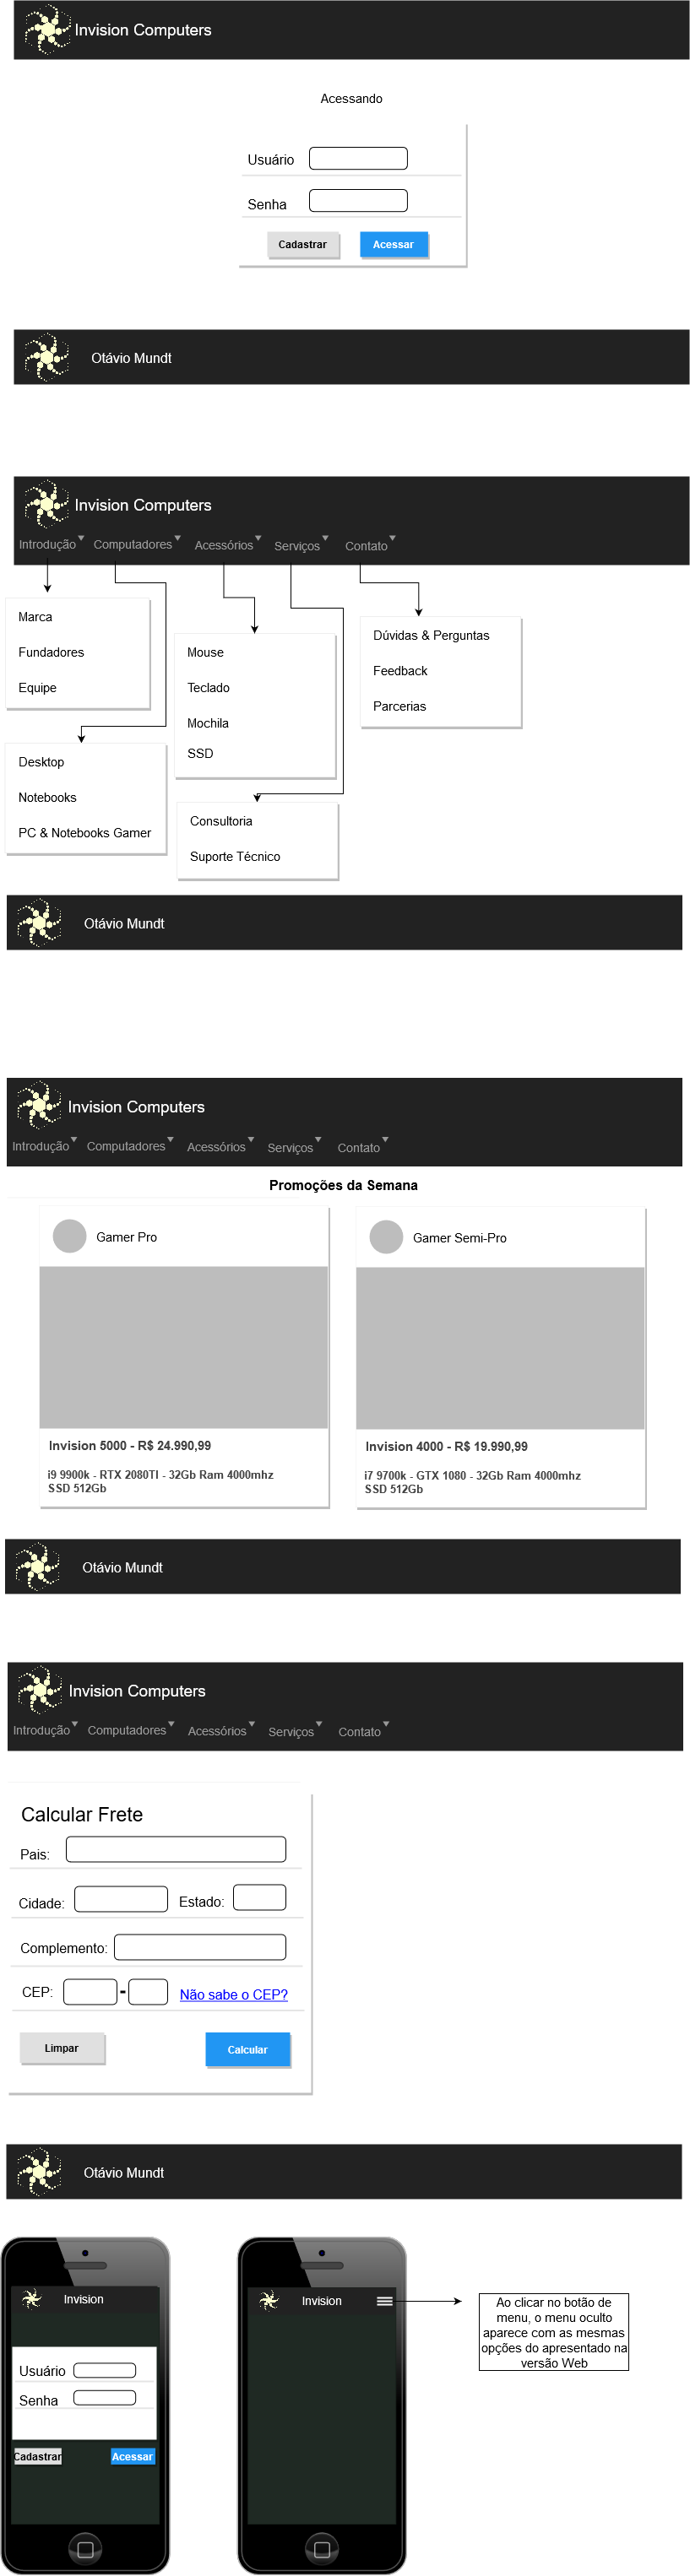 Invision Computers
Acessando
Usuário
Senha
Cadastrar Acessar
Otávio Mundt
Invision Computers
Introdução Computadores Acessórios Serviços Contato
Marca
Fundadores
Equipe
Desktop
Notebooks
PC & Notebooks Gamer
Mouse
Teclado
Mochila
SSD
Consultoria
Suporte Técnico
Dúvidas & Perguntas
Feedback
Parcerias
Otávio Mundt
Invision Computers
Introdução Computadores Acessórios Serviços Contato
Promoções da Semana
Gamer Pro
Invision 5000 - R$ 24.990,99
i9 9900k - RTX 2080TI - 32Gb Ram 4000mhz
SSD 512Gb
Gamer Semi-Pro
Invision 4000 - R$ 19.990,99
i7 9700k - GTX 1080 - 32Gb Ram 4000mhz
SSD 512Gb
Otávio Mundt
Invision Computers
Introdução Computadores Acessórios Serviços Contato
Calcular Frete
Pais:
Cidade: Estado:
Complemento:
CEP: - Não sabe o CEP?
Limpar Calcular
Otávio Mundt
Invision
Usuário
Senha
Cadastrar Acessar
Invision
Ao clicar no botão de
menu, o menu oculto
aparece com as mesmas
opções do apresentado na
versão Web